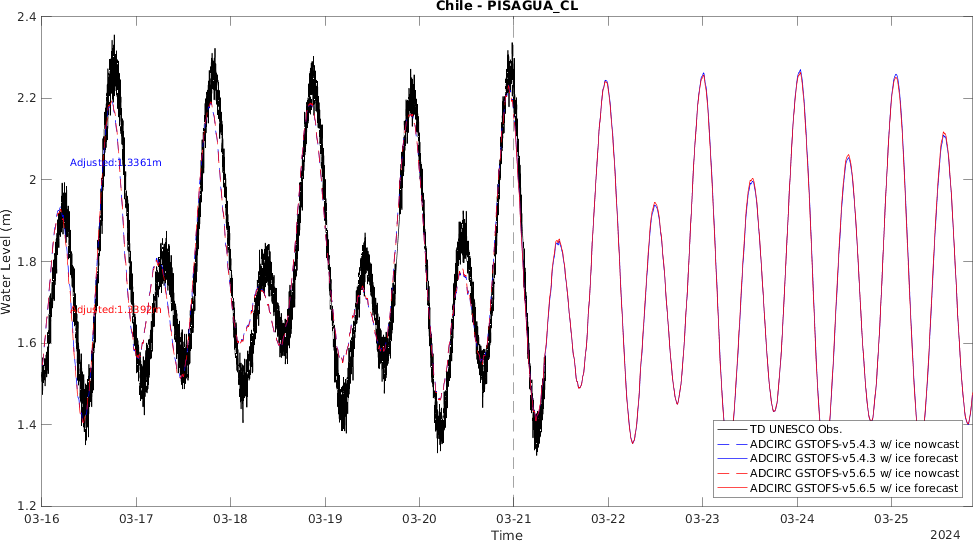 Chile - PISAGUA_CL
2.4
2.2
2
1.8
1.6
1.4
1.2
Water Level (m)
Adjusted:1.3361m
Adjusted:1.3392m
TD UNESCO Obs.
ADCIRC GSTOFS-v5.4.3 w/ ice nowcast
ADCIRC GSTOFS-v5.4.3 w/ ice forecast
ADCIRC GSTOFS-v5.6.5 w/ ice nowcast
ADCIRC GSTOFS-v5.6.5 w/ ice forecast
03-16 03-17 03-18 03-19 03-20 03-21 03-22 03-23 03-24 03-25
Time
2024